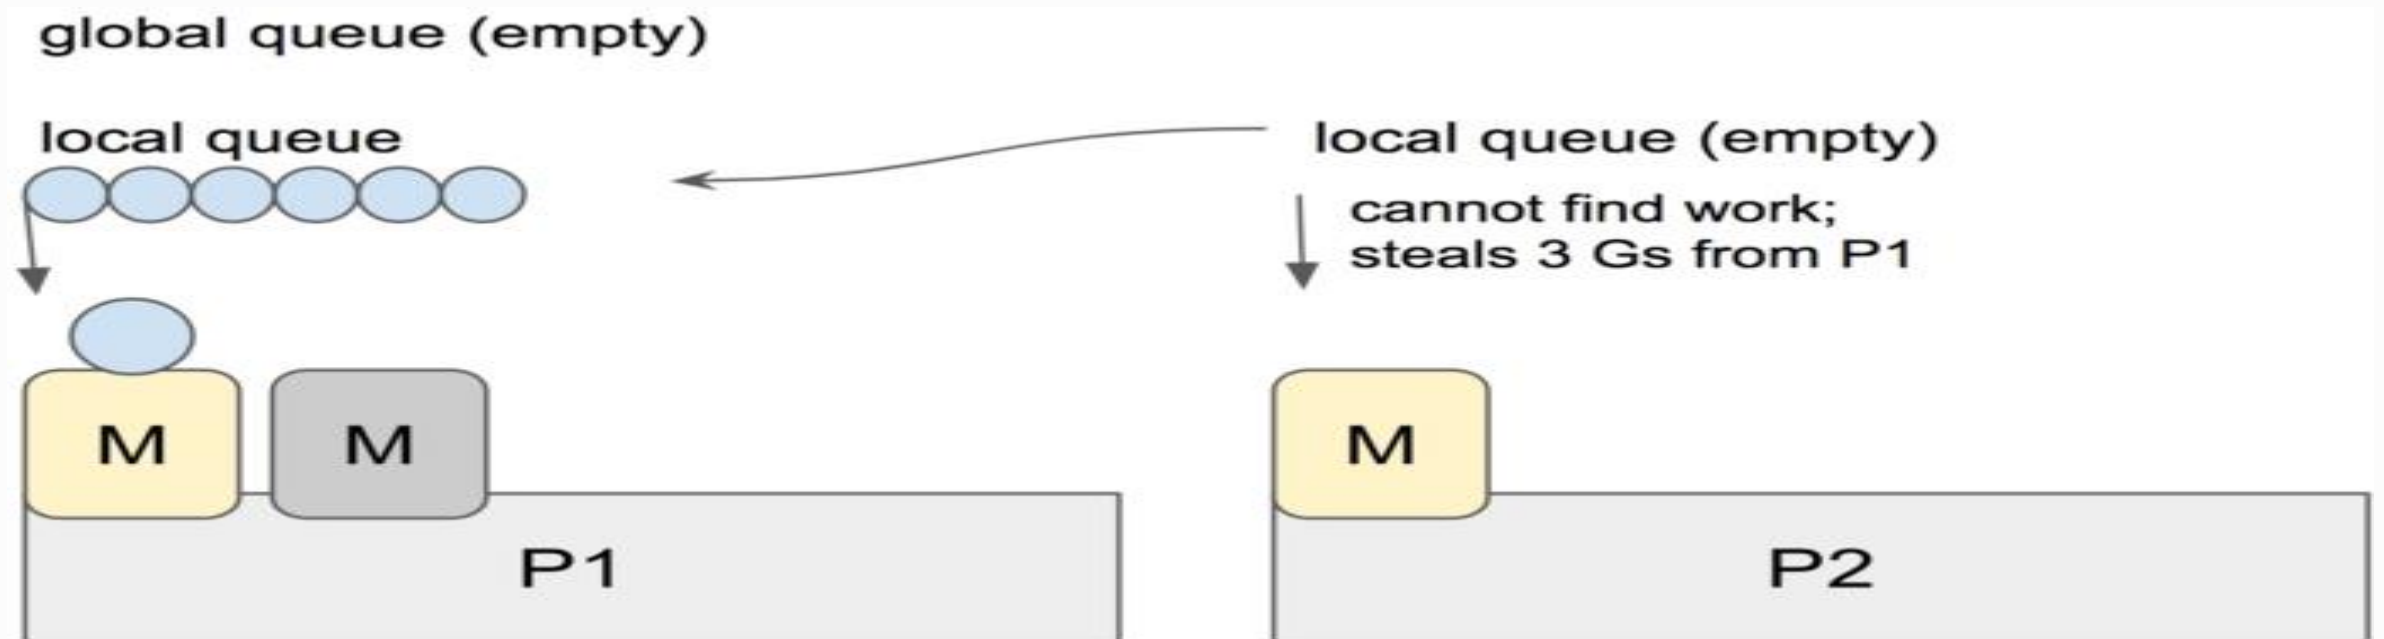 global queue (empty)
local queue
local queue (empty)
cannot find work;
steals 3 Gs from P1
M
M
M
P1
P2